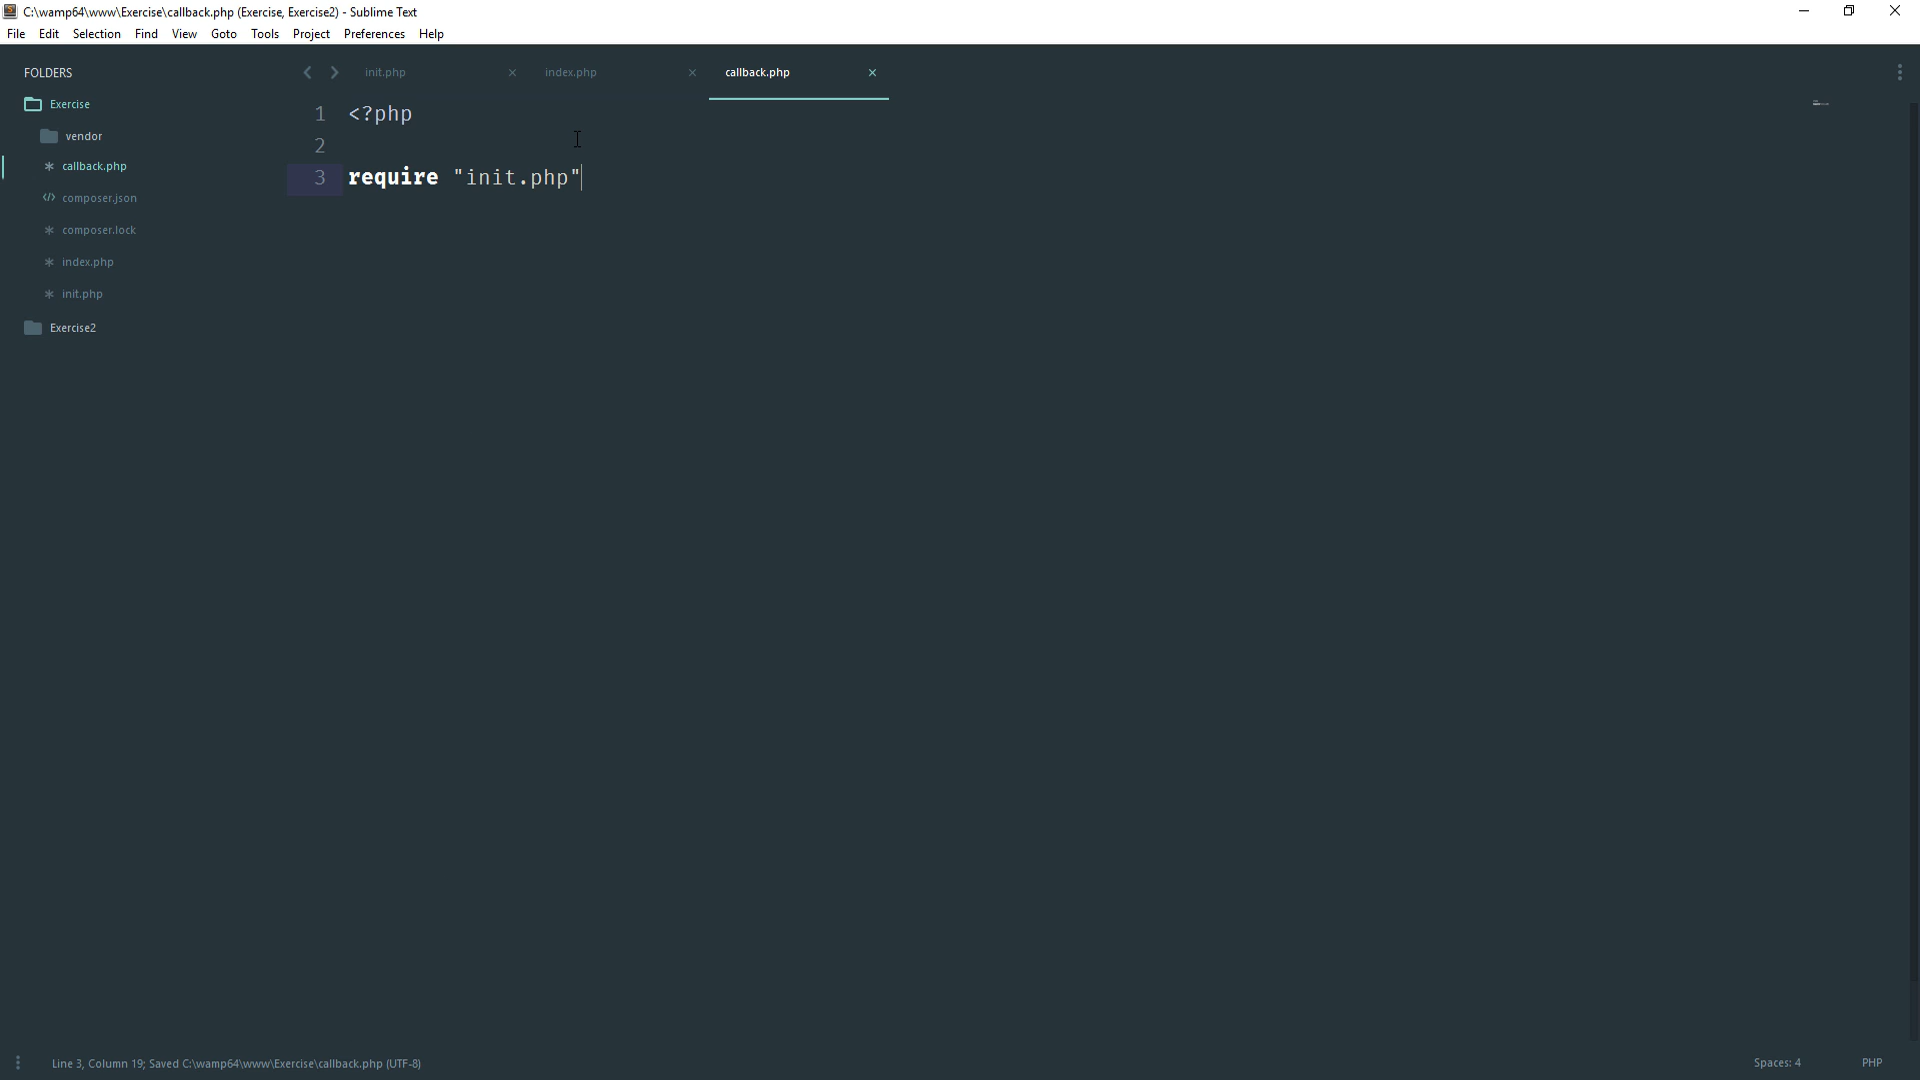 C:\wamp64\www\Exercise\callback.php (Exercise, Exercise2) - Sublime Text
File Edit Selection Find View Goto Tools Project Preferences Help
FOLDERS
Exercise
vendor
callback.php
composer.json
composer.lock
index.php
init.php
Exercise2
init.php index.php callback.php
1 <?php
2
3 require "init.php"
Line 3, Column 19; Saved C:\wamp64\www\Exercise\callback.php (UTF-8)
Spaces: 4 PHP